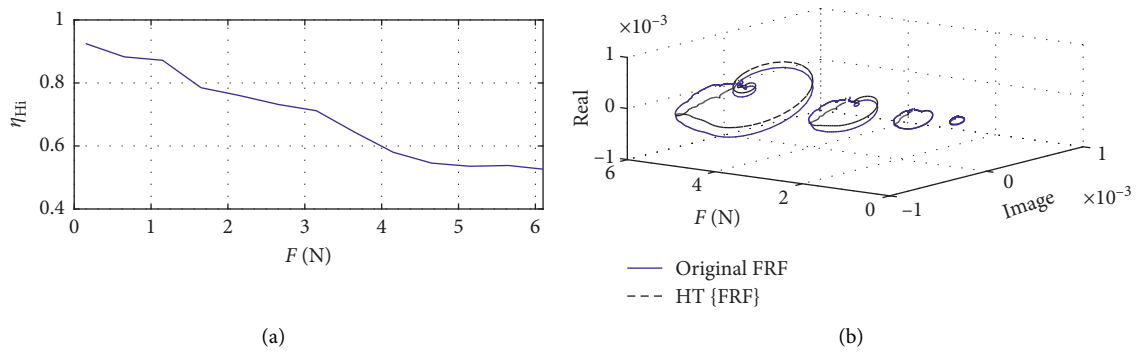 1
0.8
0.6
0.4
0 1 2 3 4 5 6
F (N)
ηHi
(a)
×10−3
1
0
−1
Real
6 4 2 0
F (N)
−1 0 1
Image
×10−3
Original FRF
HT {FRF}
(b)